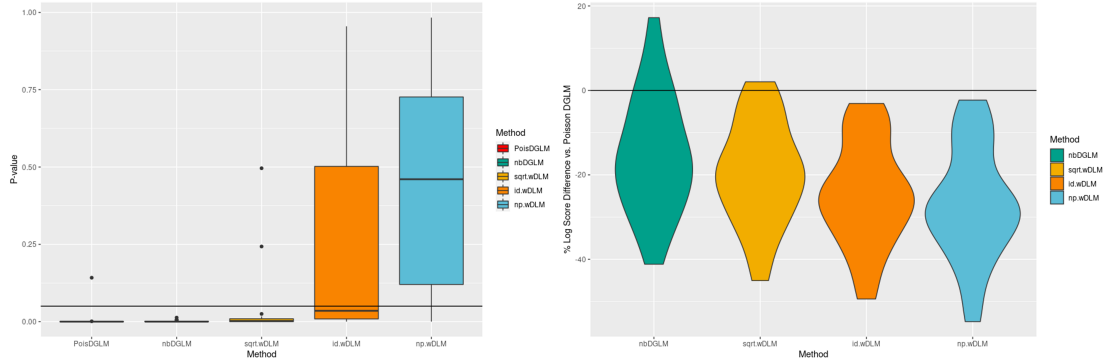 1.00
0.75
0.50
0.25
0.00
P-value
PoisDGLM nbDGLM sqrt.wDLM id.wDLM np.wDLM
Method
Method
PoisDGLM
nbDGLM
sqrt.wDLM
id.wDLM
np.wDLM
20
0
-20
-40
% Log Score Difference vs. Poisson DGLM
nbDGLM sqrt.wDLM id.wDLM np.wDLM
Method
Method
nbDGLM
sqrt.wDLM
id.wDLM
np.wDLM